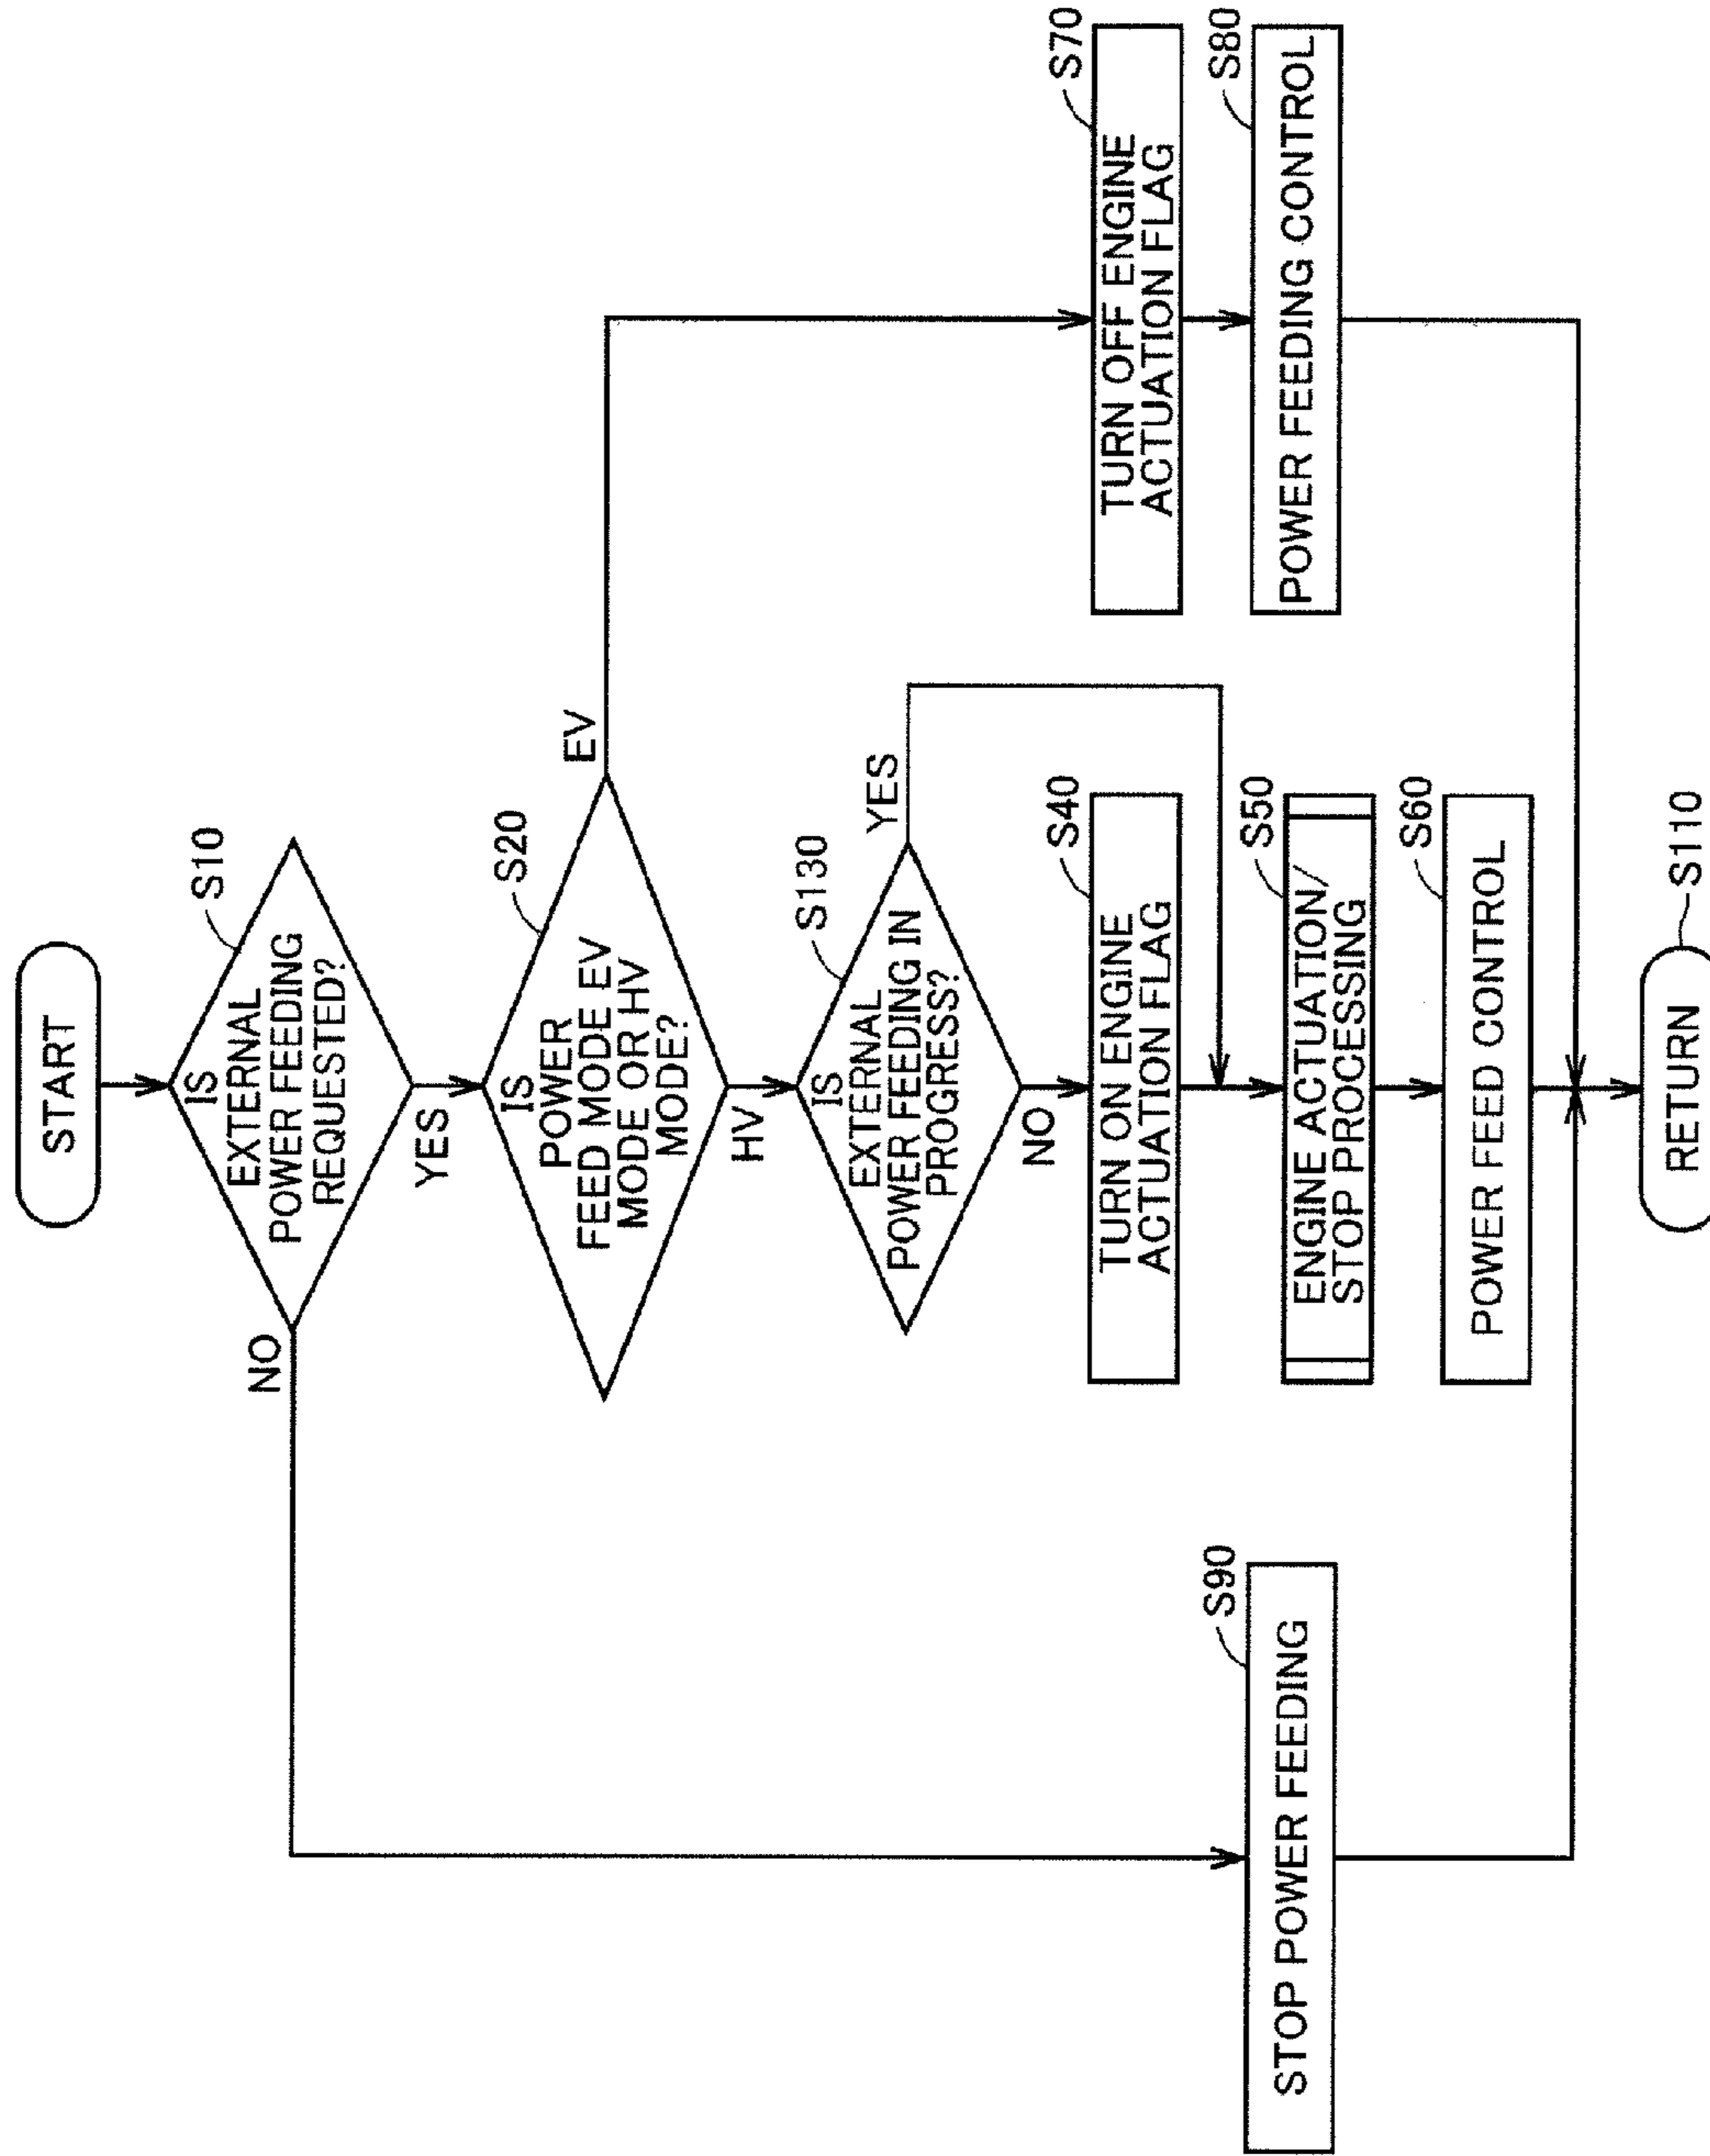 START
IS
EXTERNAL
POWER FEEDING
REQUESTED?
S10
NO
YES
IS
POWER
FEED MODE EV
MODE OR HV
MODE?
S20
EV
HV
IS
EXTERNAL
POWER FEEDING IN
PROGRESS?
S130
YES
NO
TURN ON ENGINE
ACTUATION FLAG
S40
TURN OFF ENGINE
ACTUATION FLAG
S70
STOP POWER FEEDING
S90
ENGINE ACTUATION/
STOP PROCESSING
S50
POWER FEEDING CONTROL
S80
POWER FEED CONTROL
S60
RETURN
S110